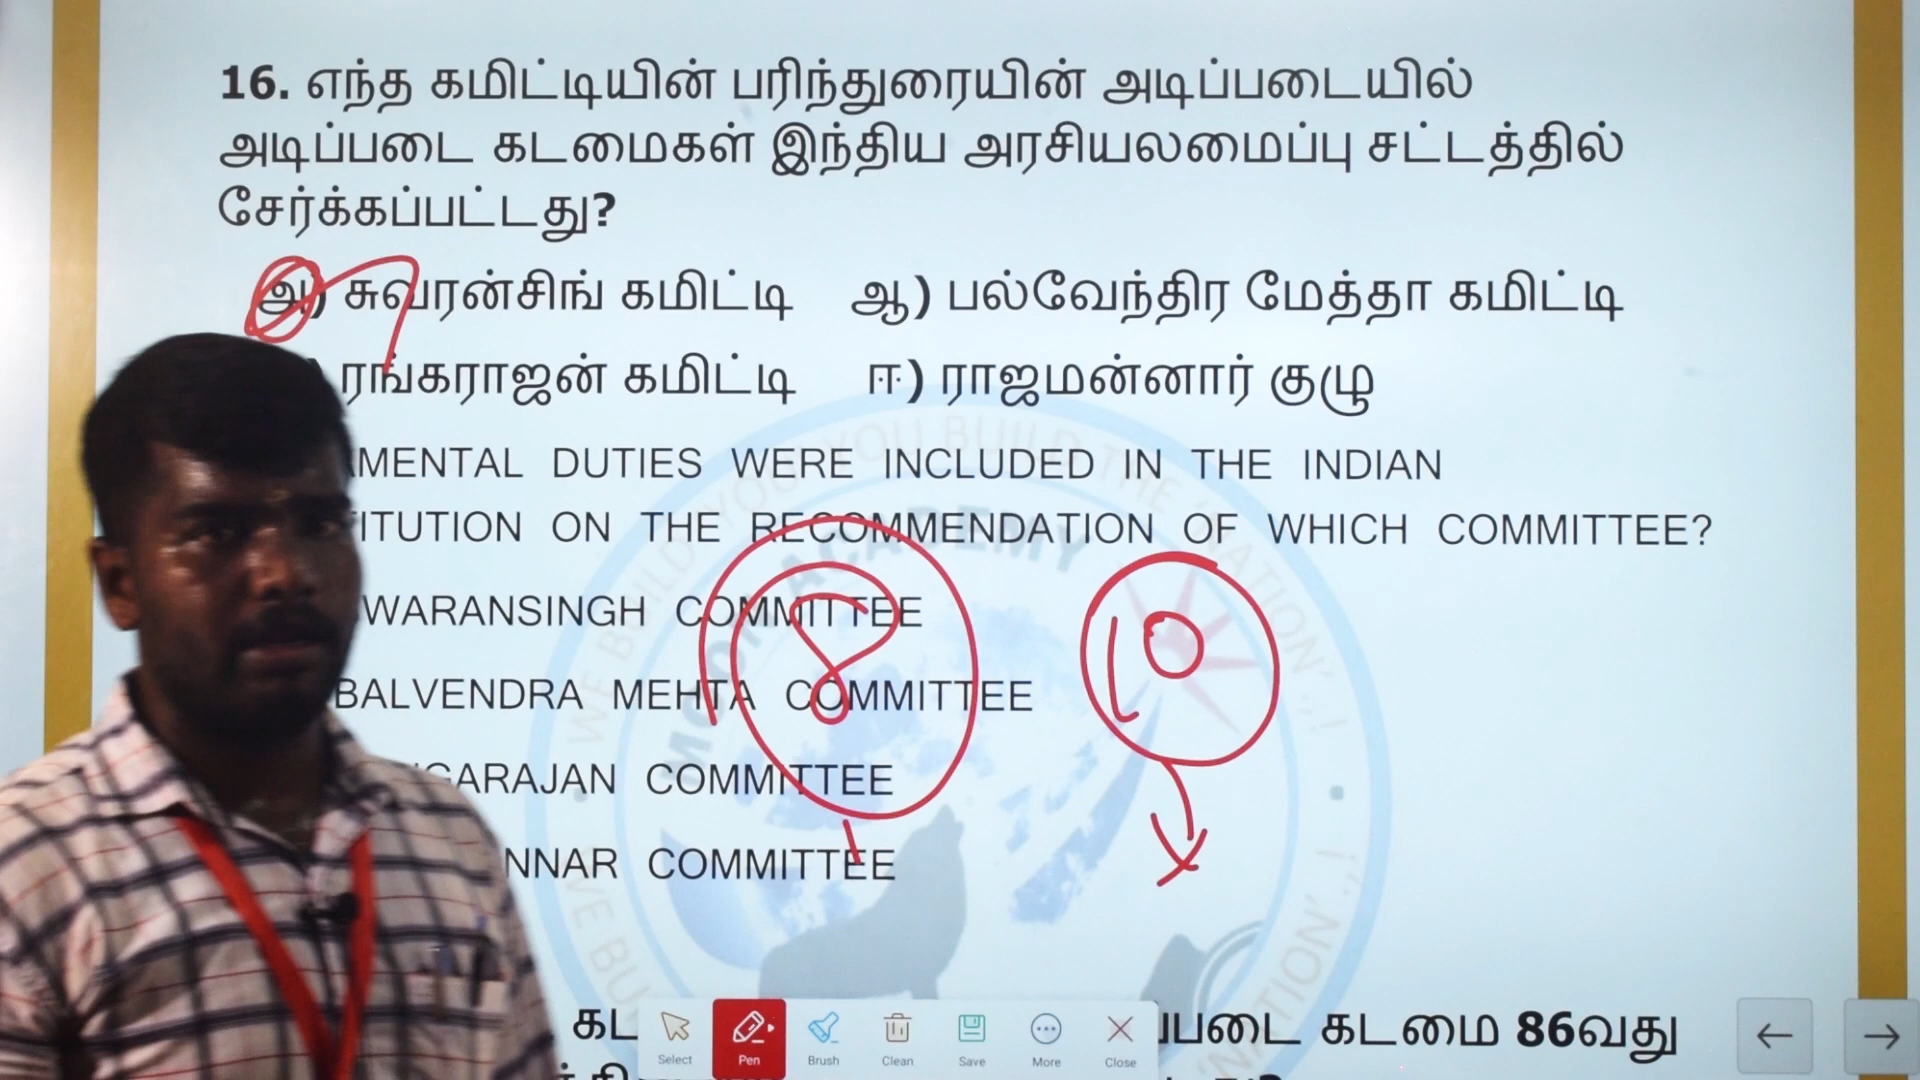 16. எந்த கமிட்டியின் பரிந்துரையின் அடிப்படையில்
அடிப்படை கடமைகள் இந்திய அரசியலமைப்பு சட்டத்தில்
சேர்க்கப்பட்டது?
அ) சுவரன்சிங் கமிட்டி ஆ) பல்வேந்திர மேத்தா கமிட்டி
ரங்கராஜன் கமிட்டி ஈ) ராஜமன்னார் குழு
MENTAL DUTIES WERE INCLUDED IN THE INDIAN
ITUTION ON THE RECOMMENDATION OF WHICH COMMITTEE?
WARANSINGH COMMITTEE
8 10
BALVENDRA MEHTA COMMITTEE
GARAJAN COMMITTEE
NNAR COMMITTEE
MOON ACADEMY
கட படை கடமை 86வது
Select Pen Brush Clean Save More Close